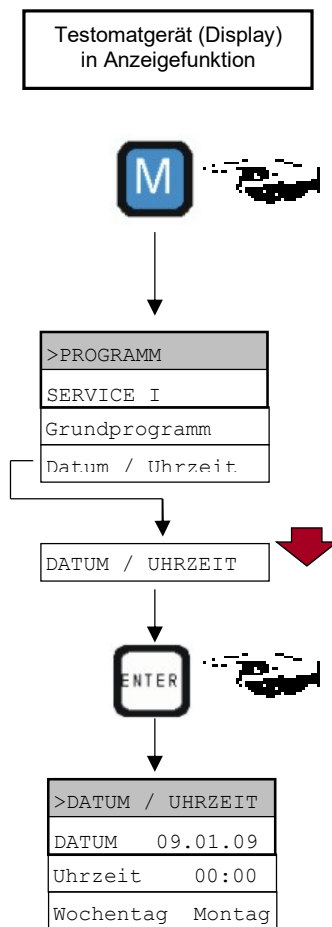 Testomatgerät (Display)
in Anzeigefunktion
M
>PROGRAMM
SERVICE I
Grundprogramm
Datum / Uhrzeit
DATUM / UHRZEIT
ENTER
>DATUM / UHRZEIT
DATUM 09.01.09
Uhrzeit 00:00
Wochentag Montag